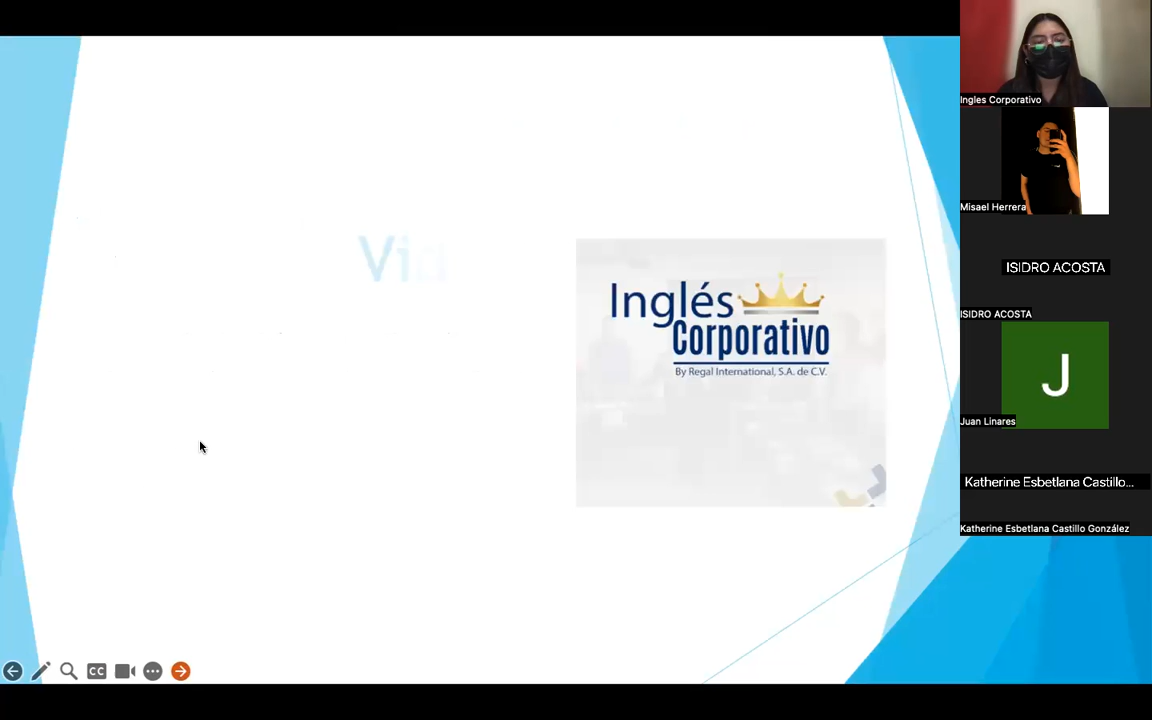 Inglés
Corporativo
By Regal International, S.A. de C.V.
CC
Ingles Corporativo
Misael Herrera
ISIDRO ACOSTA
ISIDRO ACOSTA
J
Juan Linares
Katherine Esbetlana Castillo...
Katherine Esbetlana Castillo González